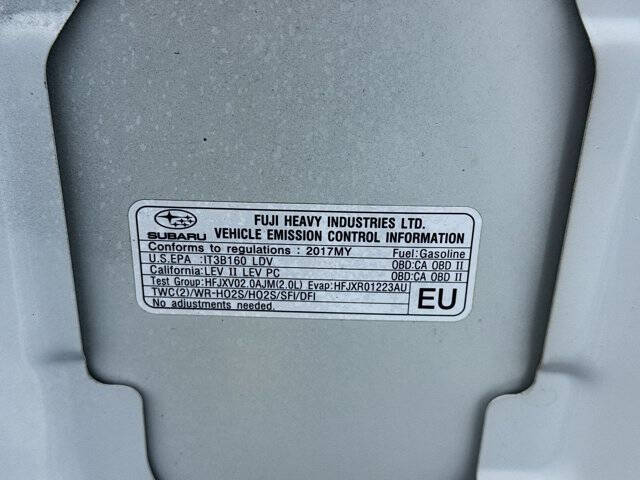 FUJI HEAVY INDUSTRIES LTD.
SUBARU VEHICLE EMISSION CONTROL INFORMATION
Conforms to regulations : 2017MY Fuel:Gasoline
U.S.EPA :IT3B160 LDV OBD:CA OBD II
California:LEV II LEV PC OBD:CA OBD II
Test Group:HFJXV02.0AJM(2.0L) Evap:HFJXR01223AU
TWC(2)/WR-HO2S/HO2S/SFI/DFI
No adjustments needed.
EU